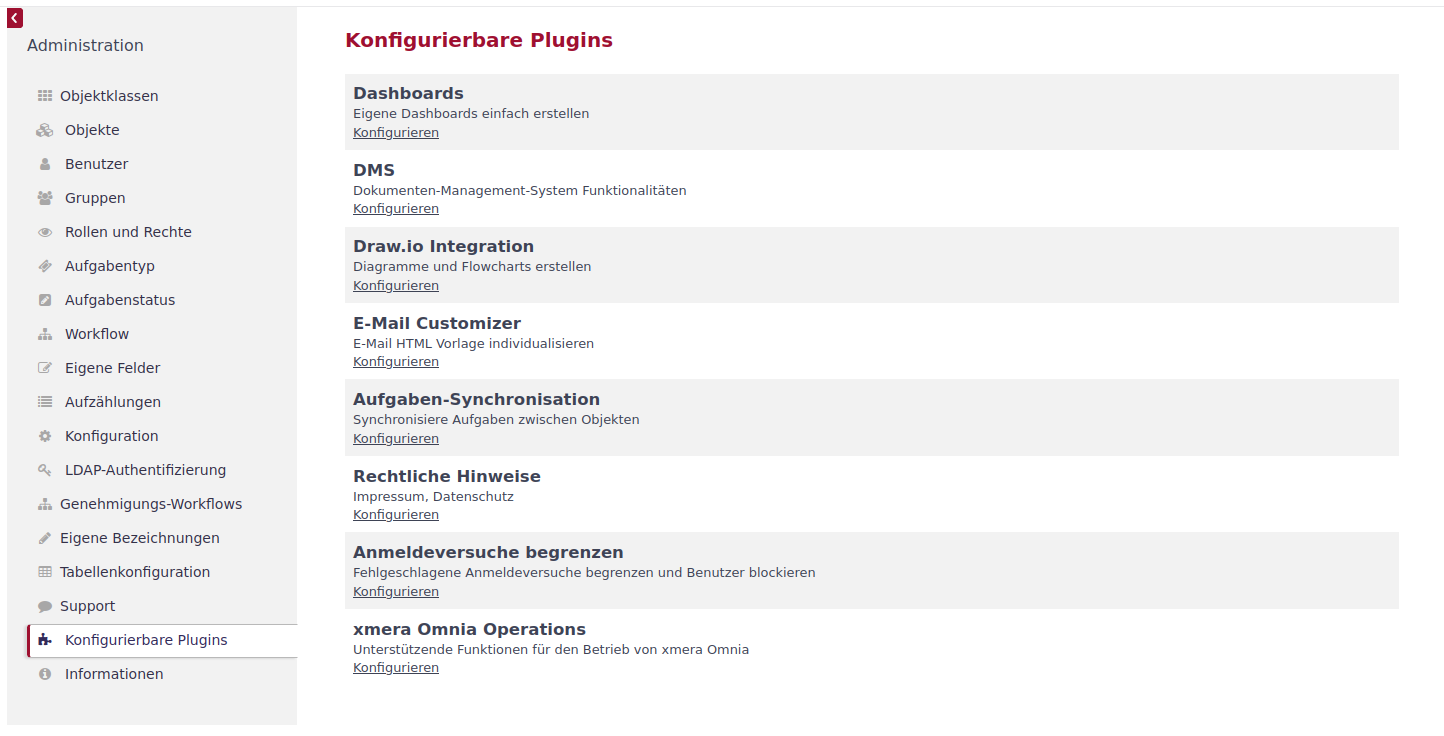 Administration
Objektklassen
Objekte
Benutzer
Gruppen
Rollen und Rechte
Aufgabentyp
Aufgabenstatus
Workflow
Eigene Felder
Aufzählungen
Konfiguration
LDAP-Authentifizierung
Genehmigungs-Workflows
Eigene Bezeichnungen
Tabellenkonfiguration
Support
Konfigurierbare Plugins
Informationen
Konfigurierbare Plugins
Dashboards
Eigene Dashboards einfach erstellen
Konfigurieren
DMS
Dokumenten-Management-System Funktionalitäten
Konfigurieren
Draw.io Integration
Diagramme und Flowcharts erstellen
Konfigurieren
E-Mail Customizer
E-Mail HTML Vorlage individualisieren
Konfigurieren
Aufgaben-Synchronisation
Synchronisiere Aufgaben zwischen Objekten
Konfigurieren
Rechtliche Hinweise
Impressum, Datenschutz
Konfigurieren
Anmeldeversuche begrenzen
Fehlgeschlagene Anmeldeversuche begrenzen und Benutzer blockieren
Konfigurieren
xmera Omnia Operations
Unterstützende Funktionen für den Betrieb von xmera Omnia
Konfigurieren